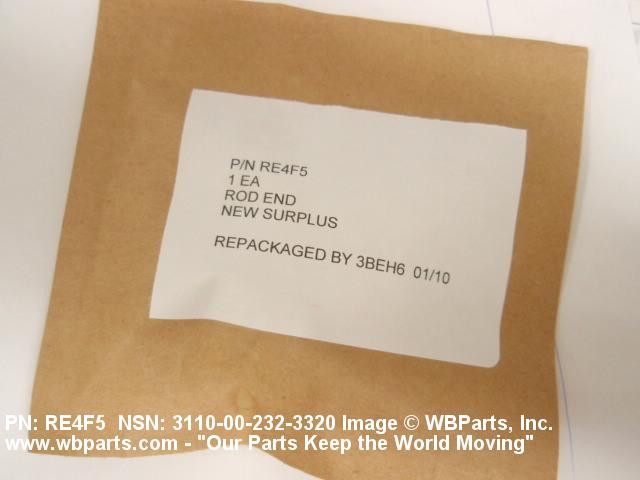 P/N RE4F5
1 EA
ROD END
NEW SURPLUS
REPACKAGED BY 3BEH6 01/10
PN: RE4F5 NSN: 3110-00-232-3320 Image © WBParts, Inc.
www.wbparts.com - "Our Parts Keep the World Moving"